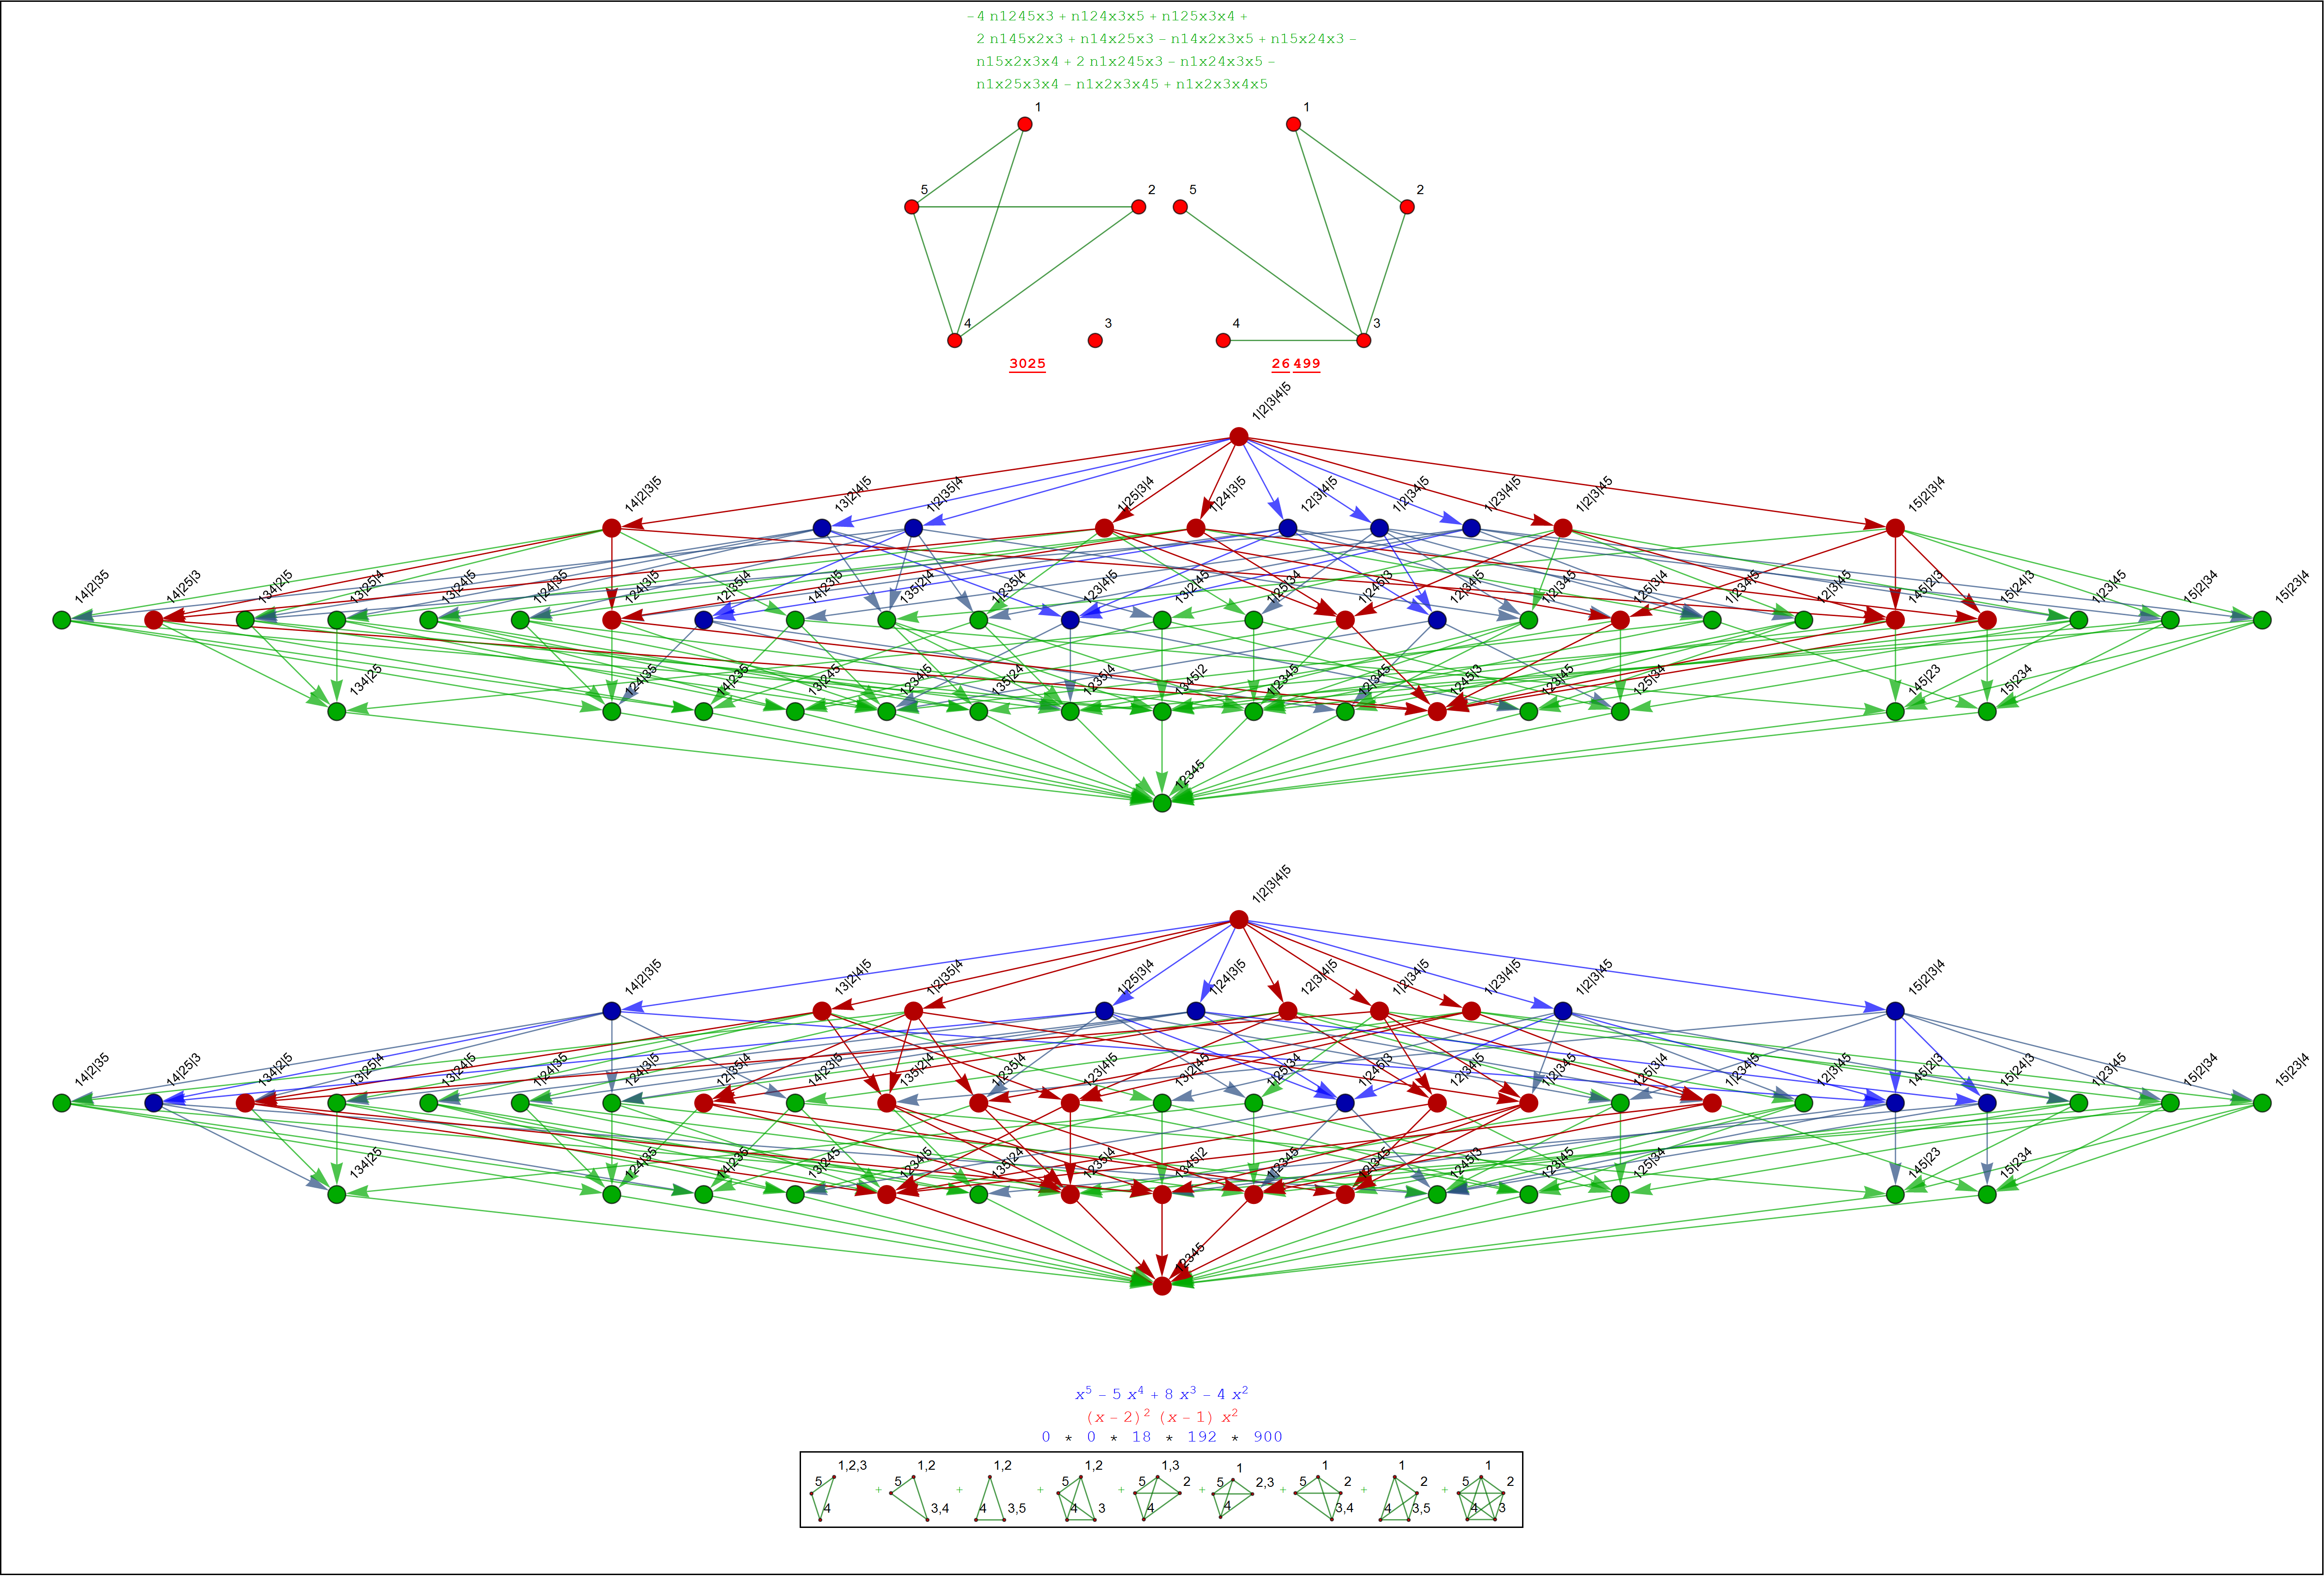 −4 n1245x3 + n124x3x5 + n125x3x4 +
2 n145x2x3 + n14x25x3 − n14x2x3x5 + n15x24x3 −
n15x2x3x4 + 2 n1x245x3 − n1x24x3x5 −
n1x25x3x4 − n1x2x3x45 + n1x2x3x4x5
1 1
5 2 5 2
4 3 4 3
3025 26499
1|2|3|4|5
14|2|3|5 13|2|4|5 1|2|35|4 1|25|3|4 1|24|3|5 12|3|4|5 1|2|34|5 1|23|4|5 1|2|3|45 15|2|3|4
14|2|35 14|25|3 134|2|5 13|25|4 13|24|5 1|24|35 124|3|5 12|35|4 14|23|5 135|2|4 1|235|4 123|4|5 13|2|45 1|25|34 1|245|3 12|34|5 1|2|345 125|3|4 1|234|5 12|3|45 145|2|3 15|24|3 1|23|45 15|2|34 15|23|4
134|25 124|35 14|235 13|245 1234|5 135|24 1235|4 1345|2 1|2345 12|345 1245|3 123|45 125|34 145|23 15|234
12345
1|2|3|4|5
14|2|3|5 13|2|4|5 1|2|35|4 1|25|3|4 1|24|3|5 12|3|4|5 1|2|34|5 1|23|4|5 1|2|3|45 15|2|3|4
14|2|35 14|25|3 134|2|5 13|25|4 13|24|5 1|24|35 124|3|5 12|35|4 14|23|5 135|2|4 1|235|4 123|4|5 13|2|45 1|25|34 1|245|3 12|34|5 1|2|345 125|3|4 1|234|5 12|3|45 145|2|3 15|24|3 1|23|45 15|2|34 15|23|4
134|25 124|35 14|235 13|245 1234|5 135|24 1235|4 1345|2 1|2345 12|345 1245|3 123|45 125|34 145|23 15|234
12345
x⁵ − 5 x⁴ + 8 x³ − 4 x²
(x − 2)² (x − 1) x²
0 * 0 * 18 * 192 * 900
1,2,3 1,2 1,2 1,2 1,3 1 1 1 1
5 + 5 + + 5 + 5 2 + 5 2,3 + 5 2 + 2 + 5 2
4 3,4 4 3,5 4 3 4 4 3,4 4 3,5 4 3